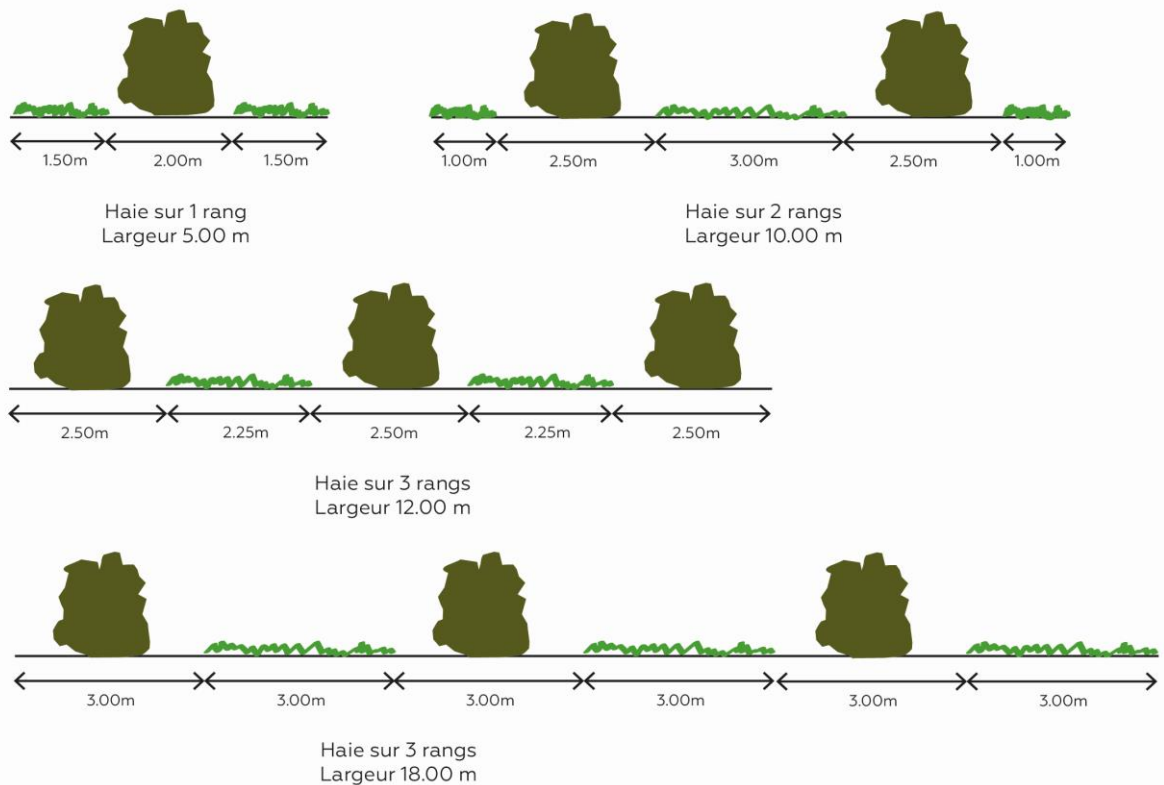 1.50m 2.00m 1.50m
Haie sur 1 rang
Largeur 5.00 m
1.00m 2.50m 3.00m 2.50m 1.00m
Haie sur 2 rangs
Largeur 10.00 m
2.50m 2.25m 2.50m 2.25m 2.50m
Haie sur 3 rangs
Largeur 12.00 m
3.00m 3.00m 3.00m 3.00m 3.00m 3.00m
Haie sur 3 rangs
Largeur 18.00 m